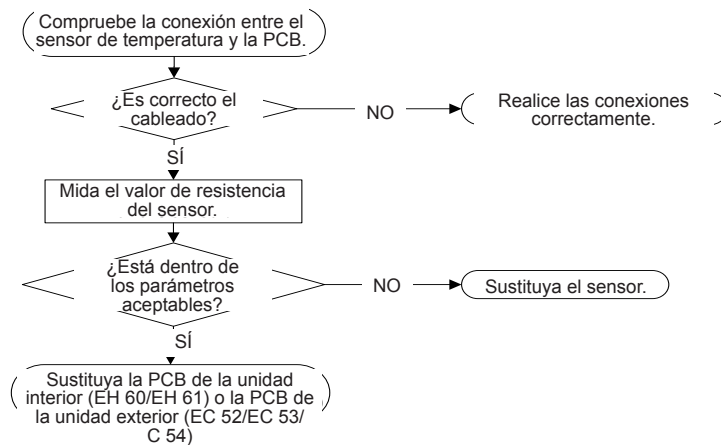 Compruebe la conexión entre el
sensor de temperatura y la PCB.
¿Es correcto el
cableado?
NO
Realice las conexiones
correctamente.
SÍ
Mida el valor de resistencia
del sensor.
¿Está dentro de
los parámetros
aceptables?
NO
Sustituya el sensor.
SÍ
Sustituya la PCB de la unidad
interior (EH 60/EH 61) o la PCB de
la unidad exterior (EC 52/EC 53/
C 54)